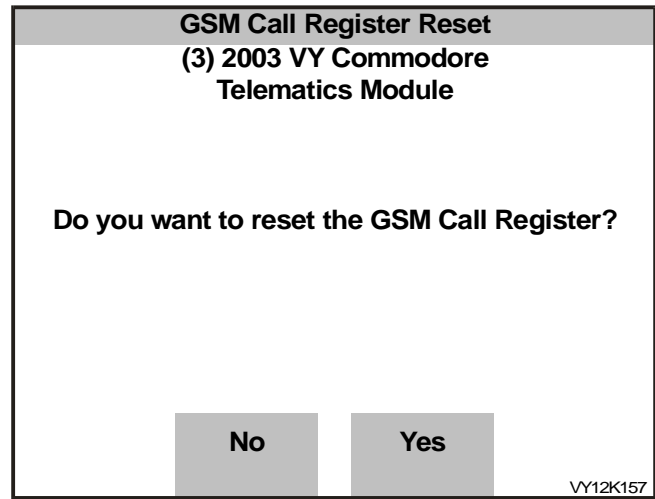 GSM Call Register Reset
(3) 2003 VY Commodore
Telematics Module
Do you want to reset the GSM Call Register?
No Yes
VY12K157